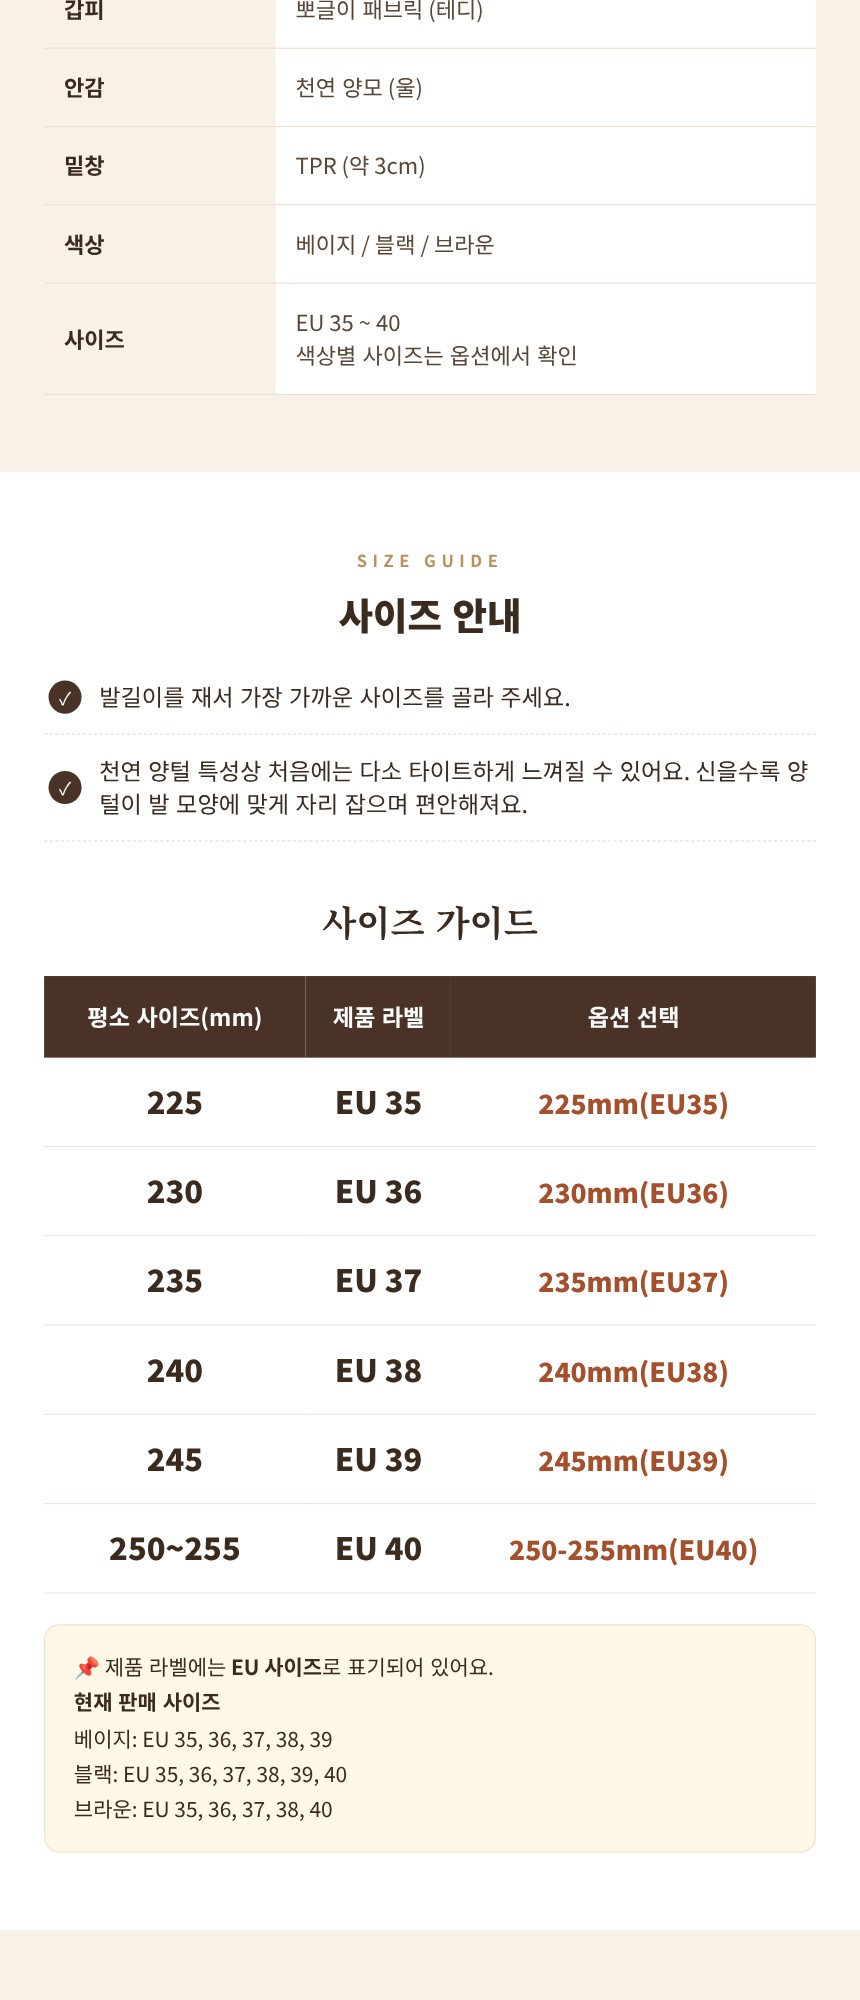 갑피
뽀글이 패브릭 (테디)
안감
천연 양모 (울)
밑창
TPR (약 3cm)
색상
베이지 / 블랙 / 브라운
사이즈
EU 35 ~ 40
색상별 사이즈는 옵션에서 확인
SIZE GUIDE
사이즈 안내
✓ 발길이를 재서 가장 가까운 사이즈를 골라 주세요.
✓ 천연 양털 특성상 처음에는 다소 타이트하게 느껴질 수 있어요. 신을수록 양
털이 발 모양에 맞게 자리 잡으며 편안해져요.
사이즈 가이드
평소 사이즈(mm) 제품 라벨 옵션 선택
225 EU 35 225mm(EU35)
230 EU 36 230mm(EU36)
235 EU 37 235mm(EU37)
240 EU 38 240mm(EU38)
245 EU 39 245mm(EU39)
250~255 EU 40 250-255mm(EU40)
📌 제품 라벨에는 EU 사이즈로 표기되어 있어요.
현재 판매 사이즈
베이지: EU 35, 36, 37, 38, 39
블랙: EU 35, 36, 37, 38, 39, 40
브라운: EU 35, 36, 37, 38, 40